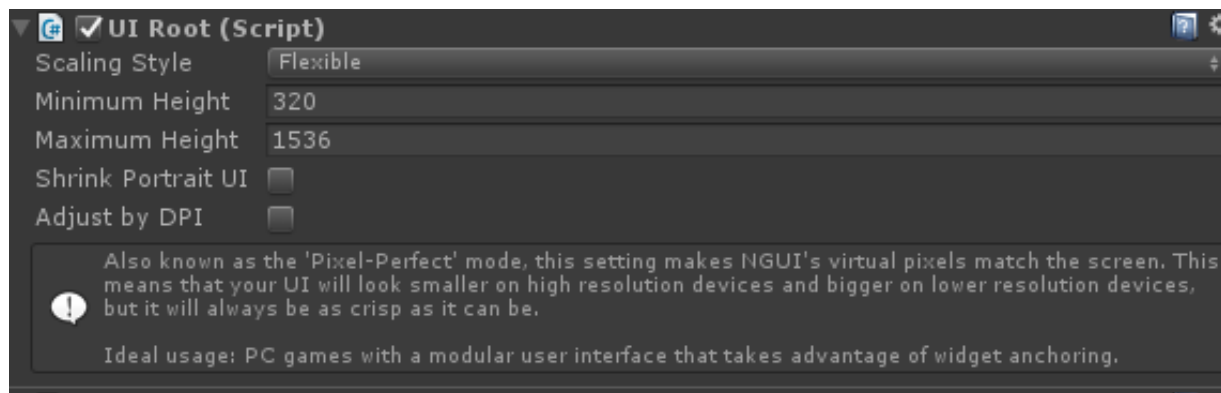 UI Root (Script)
Scaling Style Flexible
Minimum Height 320
Maximum Height 1536
Shrink Portrait UI
Adjust by DPI
Also known as the 'Pixel-Perfect' mode, this setting makes NGUI's virtual pixels match the screen. This
means that your UI will look smaller on high resolution devices and bigger on lower resolution devices,
but it will always be as crisp as it can be.
Ideal usage: PC games with a modular user interface that takes advantage of widget anchoring.